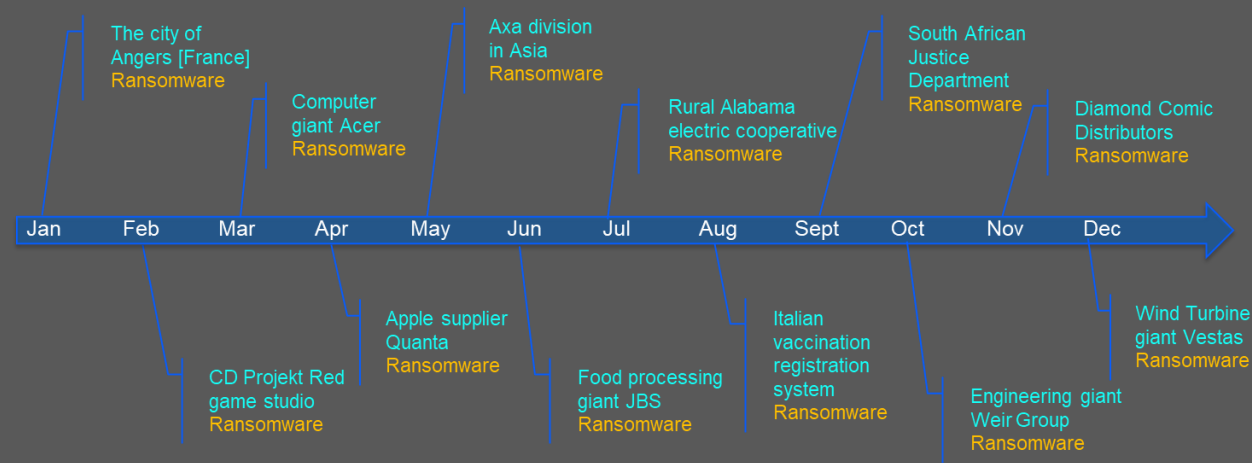 The city of
Angers [France]
Ransomware
Computer
giant Acer
Ransomware
Axa division
in Asia
Ransomware
Rural Alabama
electric cooperative
Ransomware
South African
Justice
Department
Ransomware
Diamond Comic
Distributors
Ransomware
Jan Feb Mar Apr May Jun Jul Aug Sept Oct Nov Dec
CD Projekt Red
game studio
Ransomware
Apple supplier
Quanta
Ransomware
Food processing
giant JBS
Ransomware
Italian
vaccination
registration
system
Ransomware
Engineering giant
Weir Group
Ransomware
Wind Turbine
giant Vestas
Ransomware